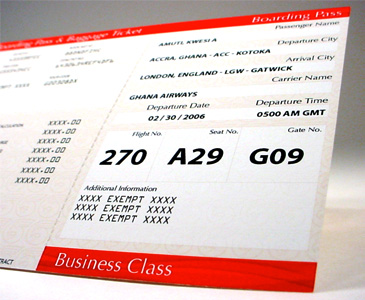 Boarding Pass & Baggage Ticket
Boarding Pass
Passenger Name
AMUTI, KWESI A
Departure City
ACCRA, GHANA - ACC - KOTOKA
Arrival City
LONDON, ENGLAND - LGW - GATWICK
Carrier Name
GHANA AIRWAYS
Departure Date
Departure Time
02 / 30 / 2006
0500 AM GMT
Flight No.
Seat No.
Gate No.
270
A29
G09
Additional Information
XXXX EXEMPT XXXX
XXXX EXEMPT XXXX
XXXX EXEMPT XXXX
XXXX.00
XXXX.00
XXXX.00
XXXX.00
XXXX.00
Business Class